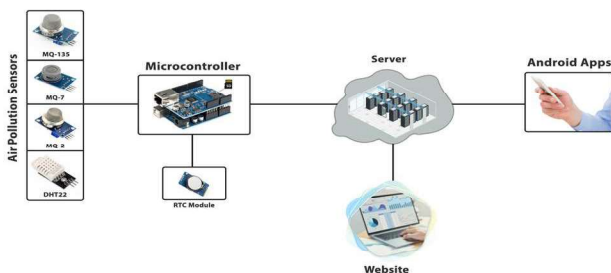 Air Pollution Sensors
MQ-135
MQ-7
MQ-2
DHT22
Microcontroller
RTC Module
Server
Website
Android Apps